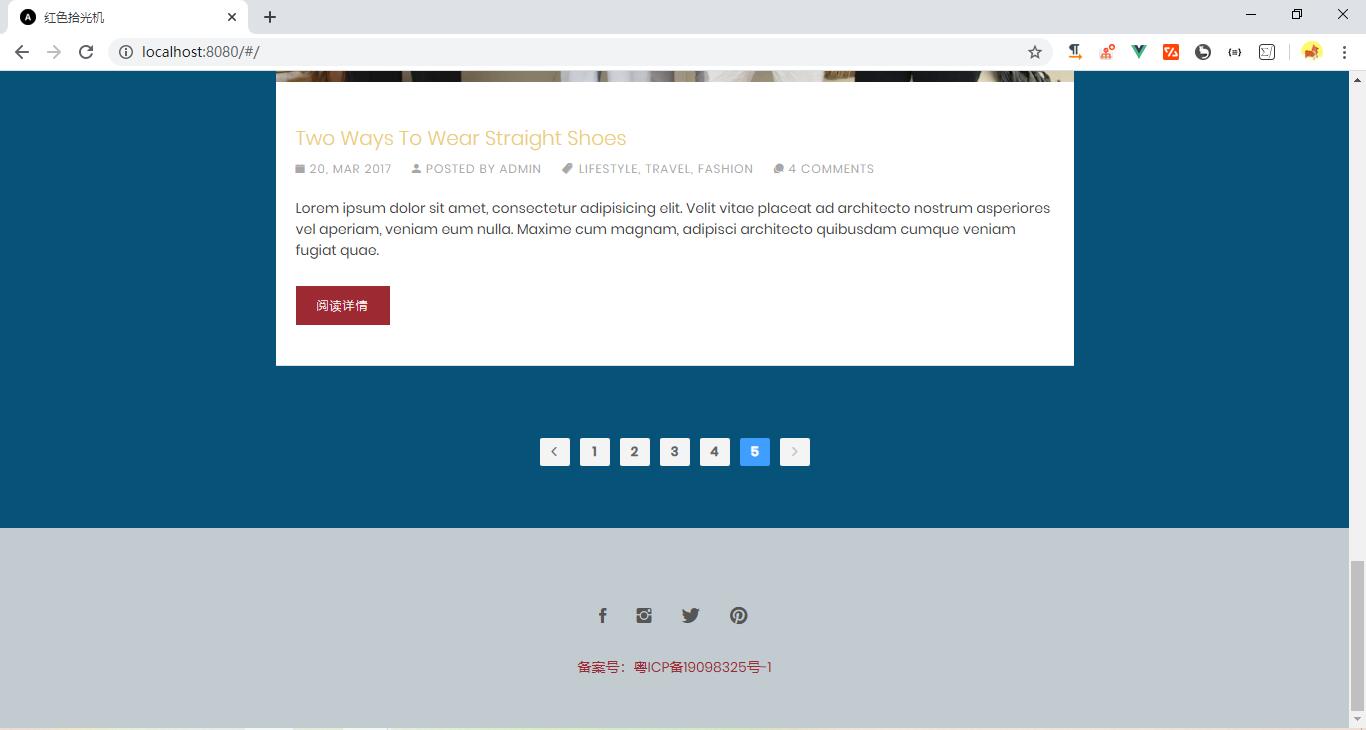 红色拾光机
localhost:8080/#/
Two Ways To Wear Straight Shoes
20, MAR 2017 POSTED BY ADMIN LIFESTYLE, TRAVEL, FASHION 4 COMMENTS
Lorem ipsum dolor sit amet, consectetur adipisicing elit. Velit vitae placeat ad architecto nostrum asperiores
vel aperiam, veniam eum nulla. Maxime cum magnam, adipisci architecto quibusdam cumque veniam
fugiat quae.
阅读详情
1 2 3 4 5
备案号：粤ICP备19098325号-1